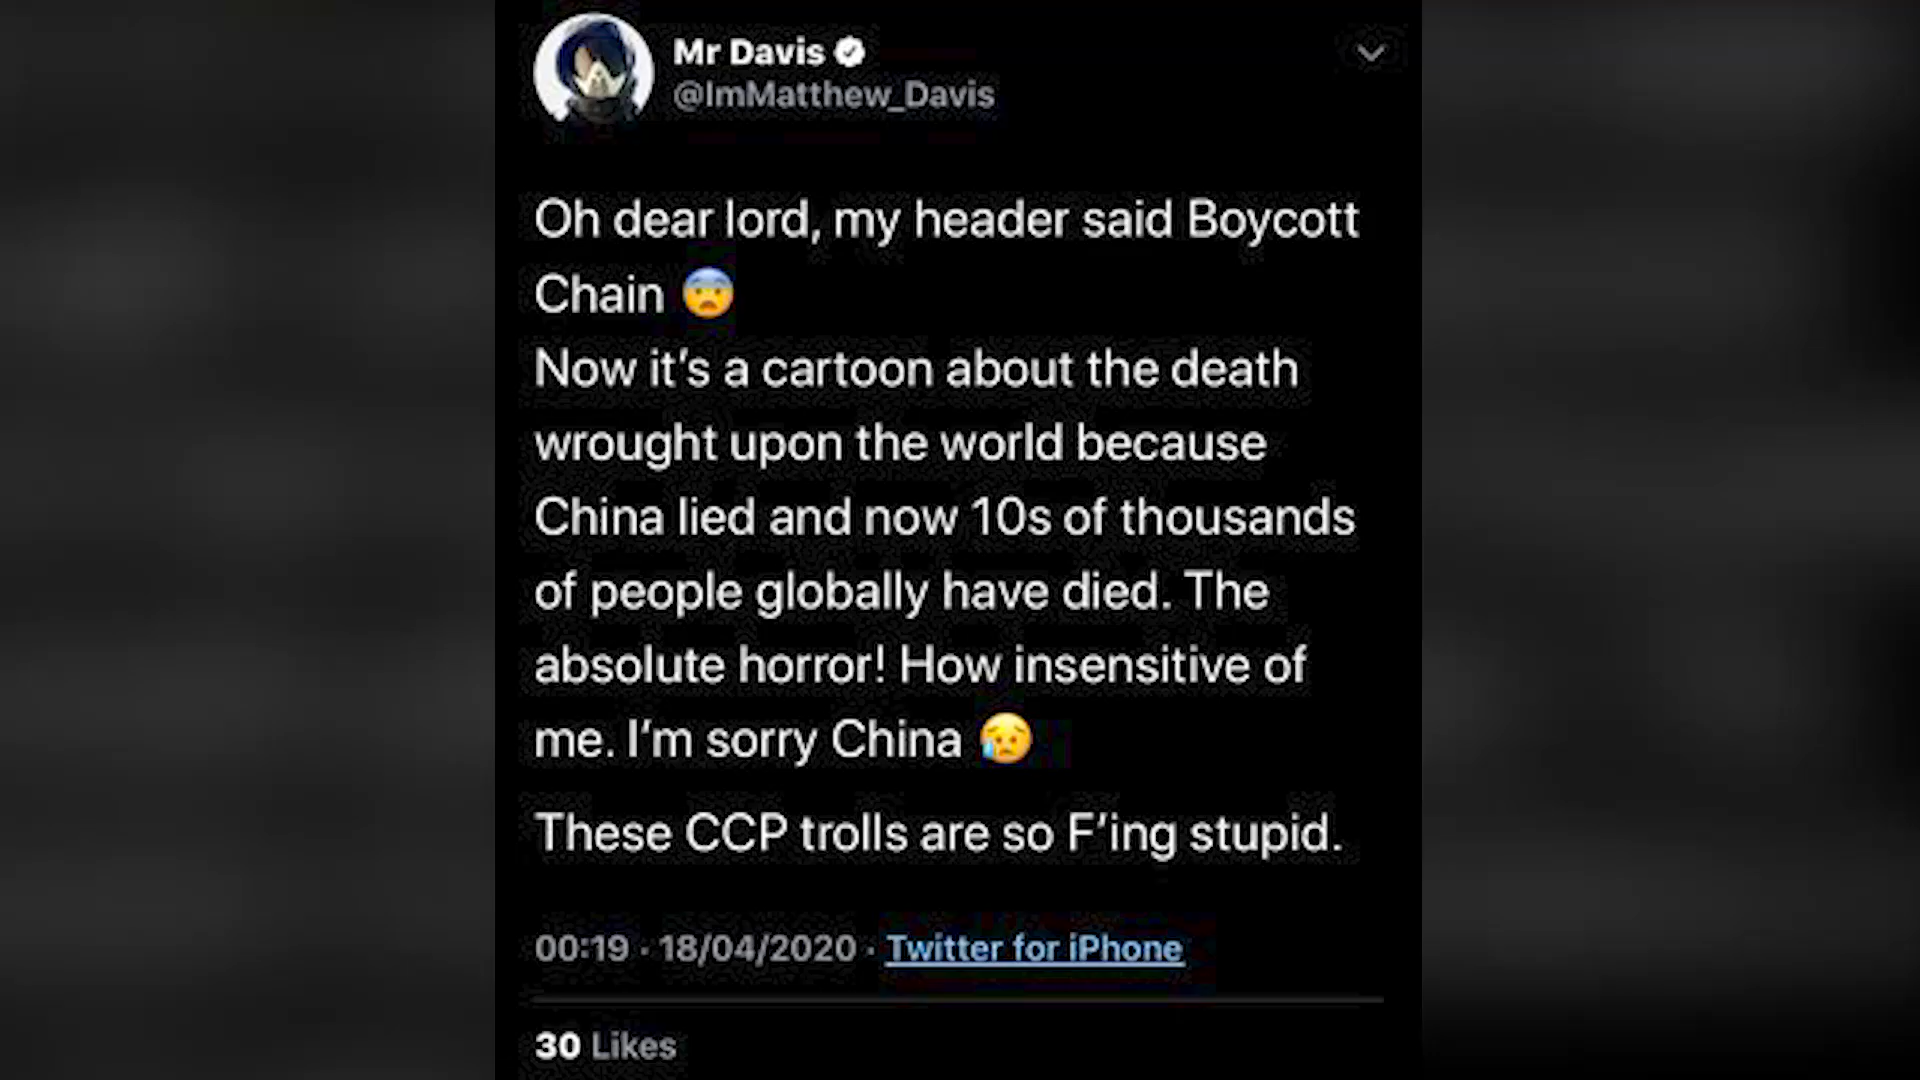 Mr Davis
@ImMatthew_Davis
Oh dear lord, my header said Boycott
Chain 😨
Now it's a cartoon about the death
wrought upon the world because
China lied and now 10s of thousands
of people globally have died. The
absolute horror! How insensitive of
me. I'm sorry China 😥
These CCP trolls are so F'ing stupid.
00:19 · 18/04/2020 · Twitter for iPhone
30 Likes